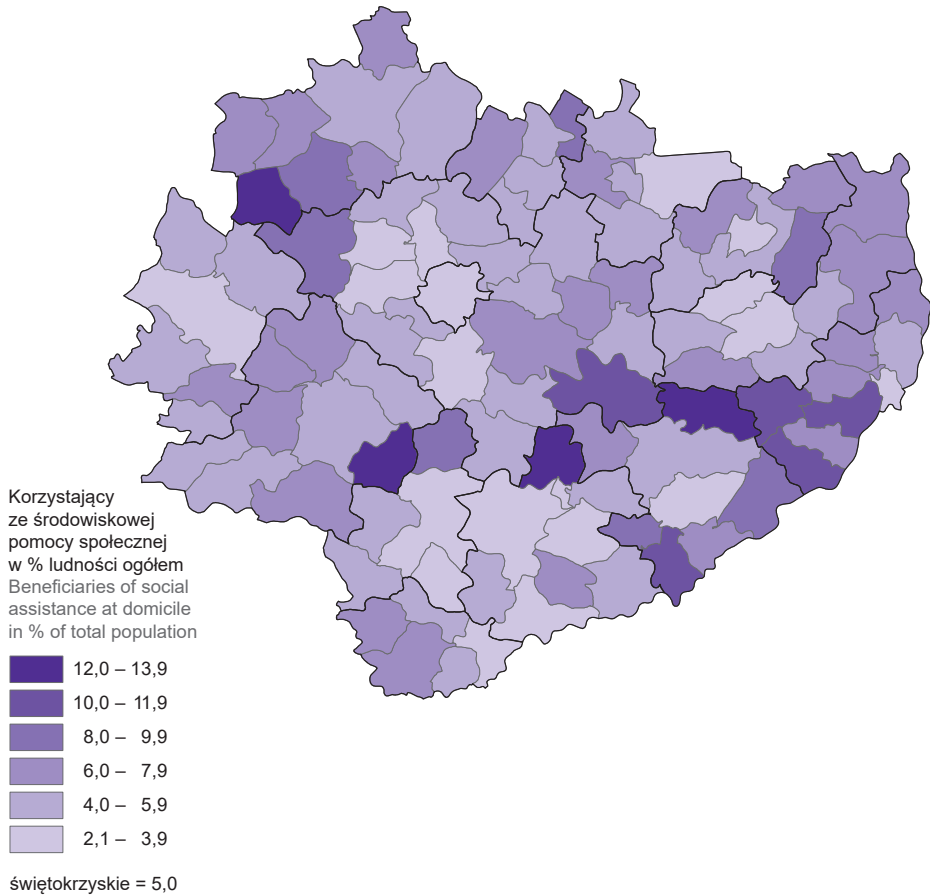 Korzystający
ze środowiskowej
pomocy społecznej
w % ludności ogółem
Beneficiaries of social
assistance at domicile
in % of total population
12,0 – 13,9
10,0 – 11,9
8,0 – 9,9
6,0 – 7,9
4,0 – 5,9
2,1 – 3,9
świętokrzyskie = 5,0